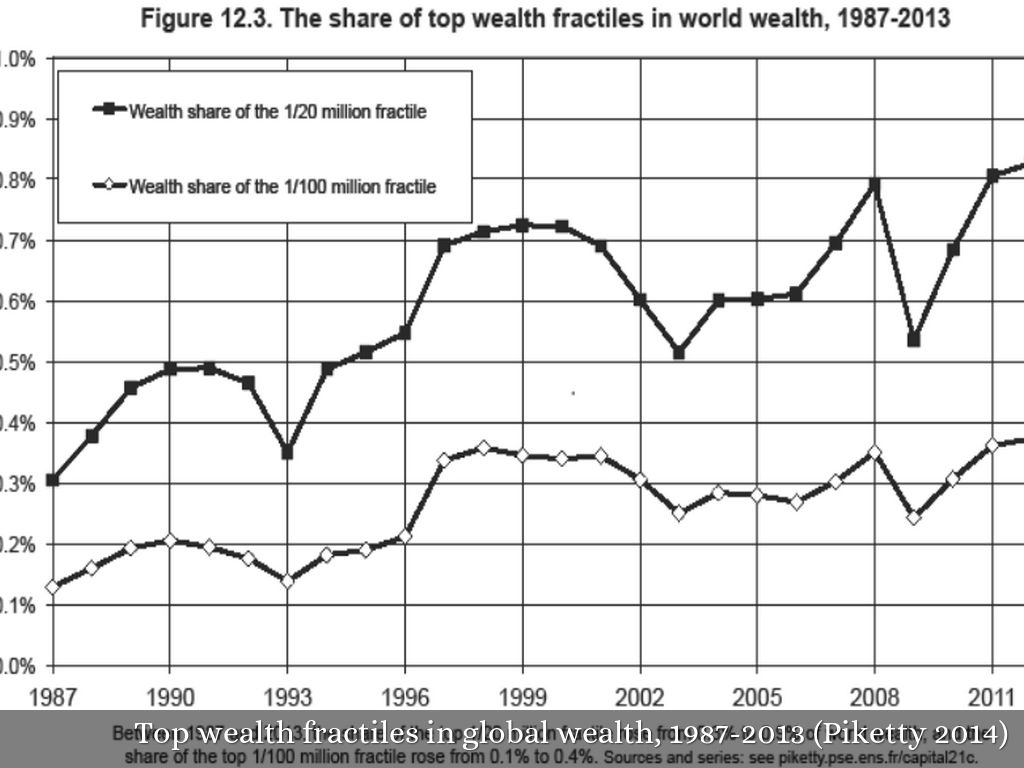 Figure 12.3. The share of top wealth fractiles in world wealth, 1987-2013
1.0%
Wealth share of the 1/20 million fractile
0.9%
0.8%
Wealth share of the 1/100 million fractile
0.7%
0.6%
0.5%
0.4%
0.3%
0.2%
0.1%
0.0%
1987 1990 1993 1996 1999 2002 2005 2008 2011
Top wealth fractiles in global wealth, 1987-2013 (Piketty 2014)
share of the top 1/100 million fractile rose from 0.1% to 0.4%. Sources and series: see piketty.pse.ens.fr/capital21c.